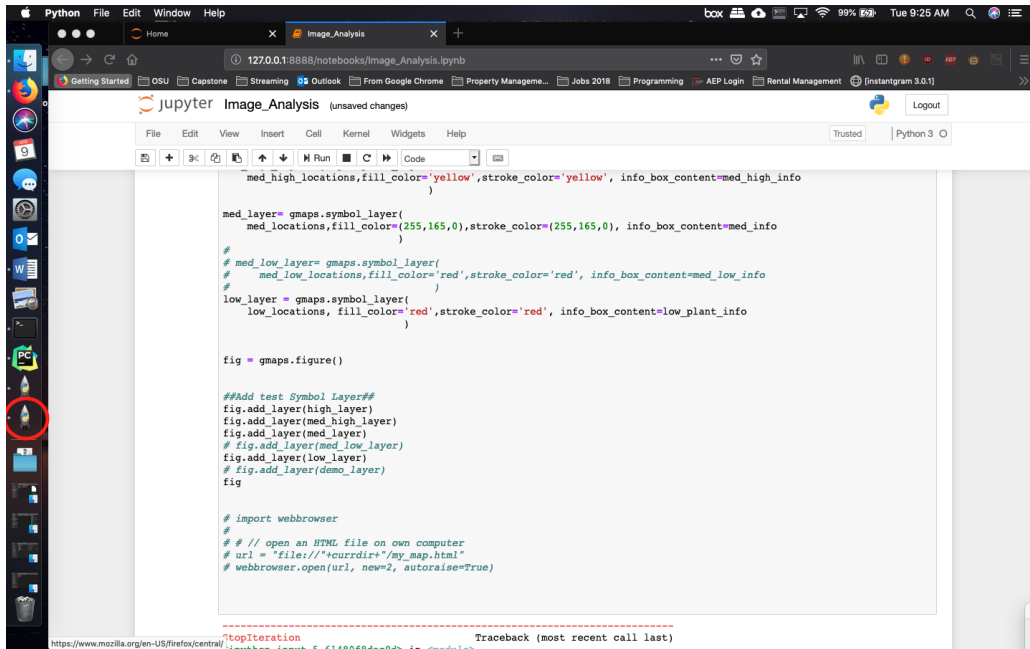 Python File Edit Window Help
box 99% Tue 9:25 AM
Home
Image_Analysis
127.0.0.1:8888/notebooks/Image_Analysis.ipynb
Getting Started OSU Capstone Streaming Outlook From Google Chrome Property Manageme... Jobs 2018 Programming AEP Login Rental Management [instantgram 3.0.1]
jupyter Image_Analysis (unsaved changes)
Logout
File Edit View Insert Cell Kernel Widgets Help
Trusted Python 3
Run Code
med_high_locations,fill_color='yellow',stroke_color='yellow', info_box_content=med_high_info
)
med_layer= gmaps.symbol_layer(
med_locations,fill_color=(255,165,0),stroke_color=(255,165,0), info_box_content=med_info
)
#
# med_low_layer= gmaps.symbol_layer(
# med_low_locations,fill_color='red',stroke_color='red', info_box_content=med_low_info
# )
low_layer = gmaps.symbol_layer(
low_locations, fill_color='red',stroke_color='red', info_box_content=low_plant_info
)
fig = gmaps.figure()
##Add test Symbol Layer##
fig.add_layer(high_layer)
fig.add_layer(med_high_layer)
fig.add_layer(med_layer)
# fig.add_layer(med_low_layer)
fig.add_layer(low_layer)
# fig.add_layer(demo_layer)
fig
# import webbrowser
#
# # // open an HTML file on own computer
# url = "file://"+currdir+"/my_map.html"
# webbrowser.open(url, new=2, autoraise=True)
StopIteration Traceback (most recent call last)
https://www.mozilla.org/en-US/firefox/central/
APR
9
PC